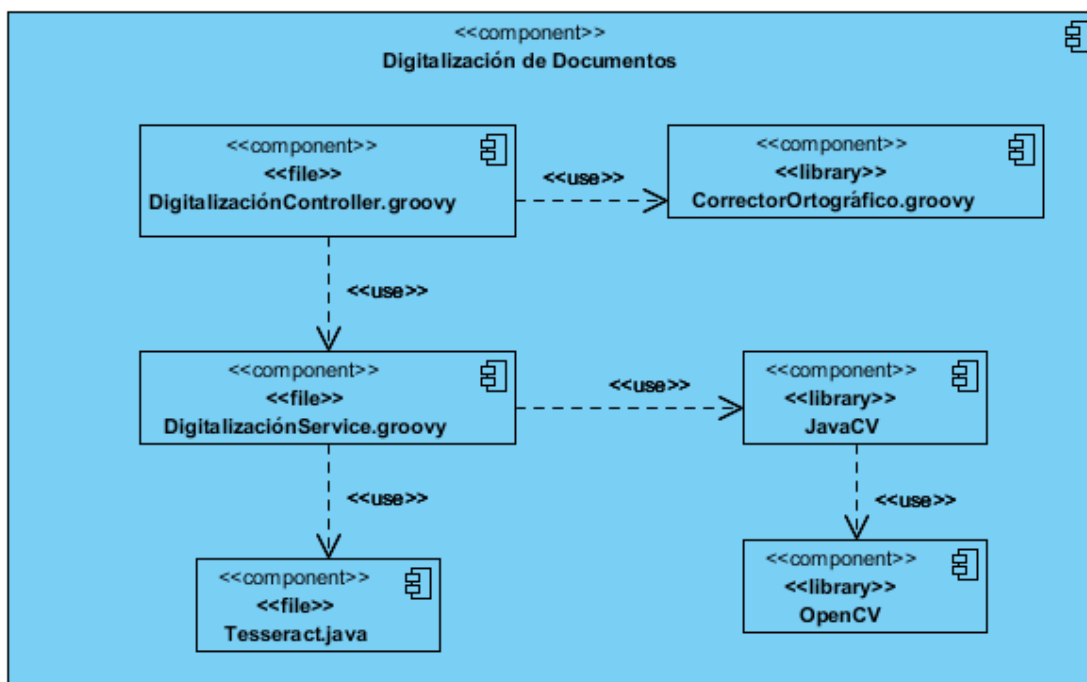 <<component>>
Digitalización de Documentos
<<component>>
<<file>>
DigitalizaciónController.groovy
<<use>>
<<component>>
<<library>>
CorrectorOrtográfico.groovy
<<use>>
<<component>>
<<file>>
DigitalizaciónService.groovy
<<use>>
<<component>>
<<library>>
JavaCV
<<use>>
<<use>>
<<component>>
<<file>>
Tesseract.java
<<component>>
<<library>>
OpenCV